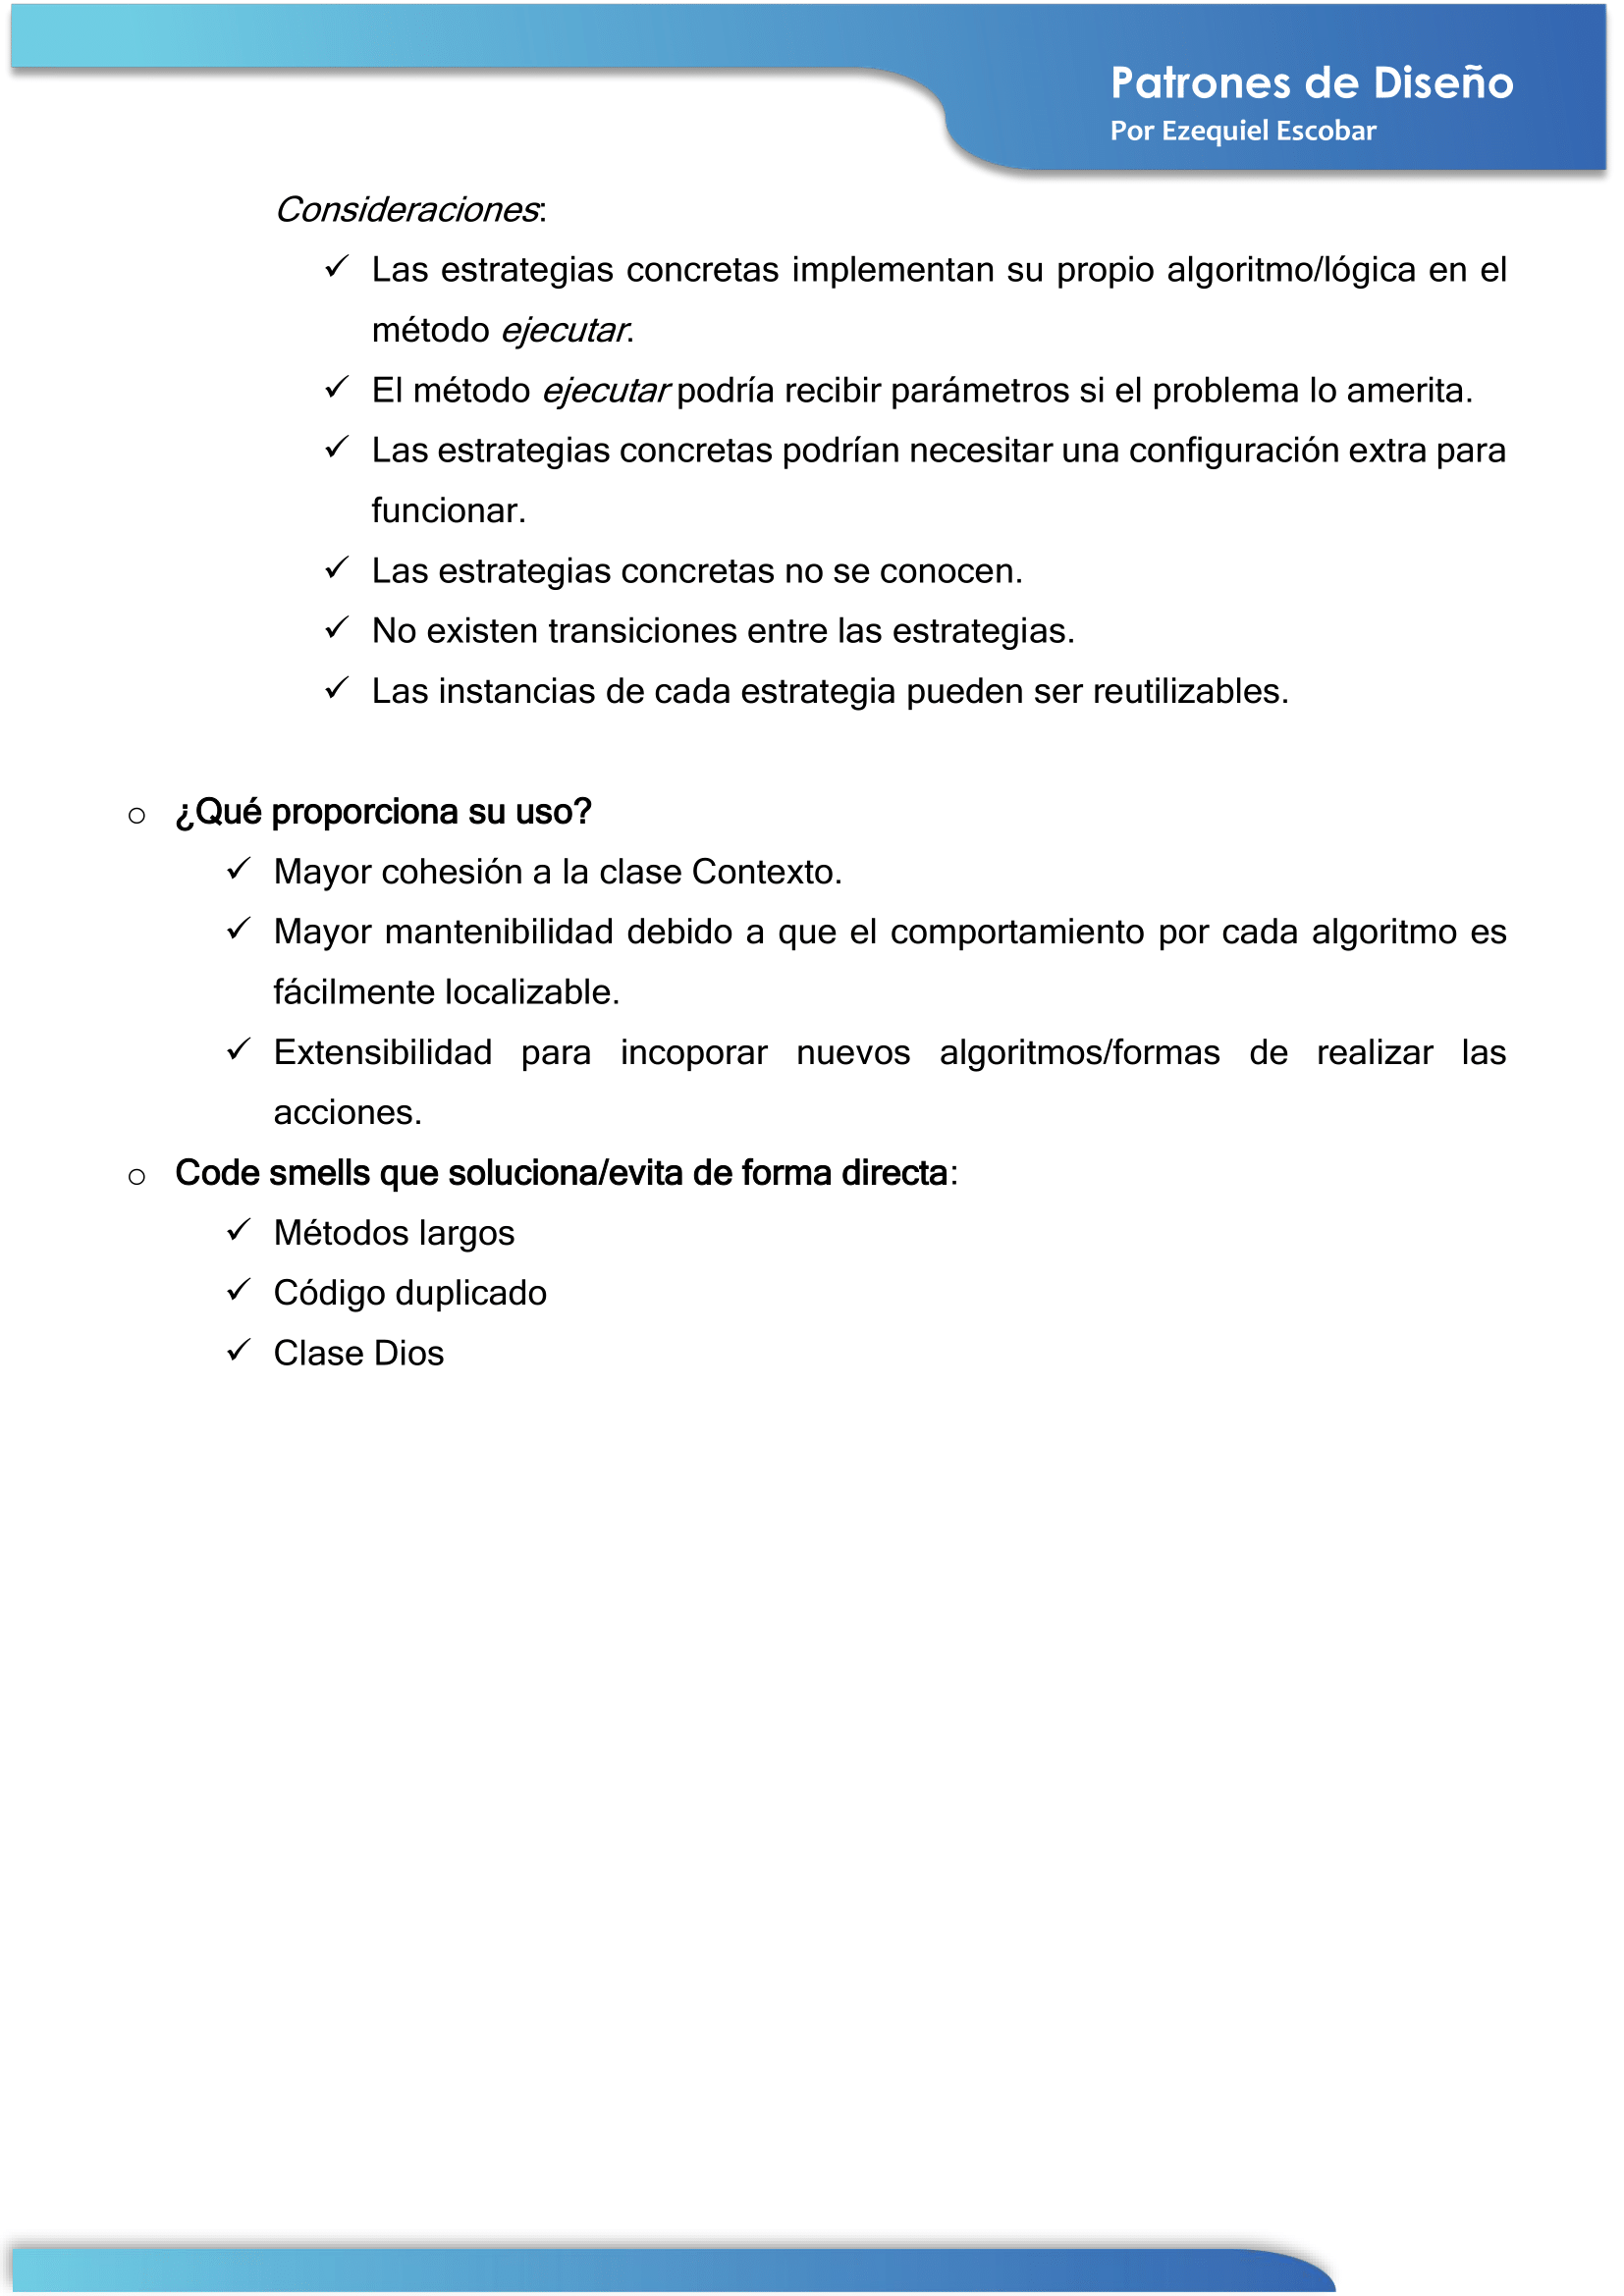 Patrones de Diseño
Por Ezequiel Escobar
Consideraciones:
✓ Las estrategias concretas implementan su propio algoritmo/lógica en el
método ejecutar.
✓ El método ejecutar podría recibir parámetros si el problema lo amerita.
✓ Las estrategias concretas podrían necesitar una configuración extra para
funcionar.
✓ Las estrategias concretas no se conocen.
✓ No existen transiciones entre las estrategias.
✓ Las instancias de cada estrategia pueden ser reutilizables.
o ¿Qué proporciona su uso?
✓ Mayor cohesión a la clase Contexto.
✓ Mayor mantenibilidad debido a que el comportamiento por cada algoritmo es
fácilmente localizable.
✓ Extensibilidad para incoporar nuevos algoritmos/formas de realizar las
acciones.
o Code smells que soluciona/evita de forma directa:
✓ Métodos largos
✓ Código duplicado
✓ Clase Dios